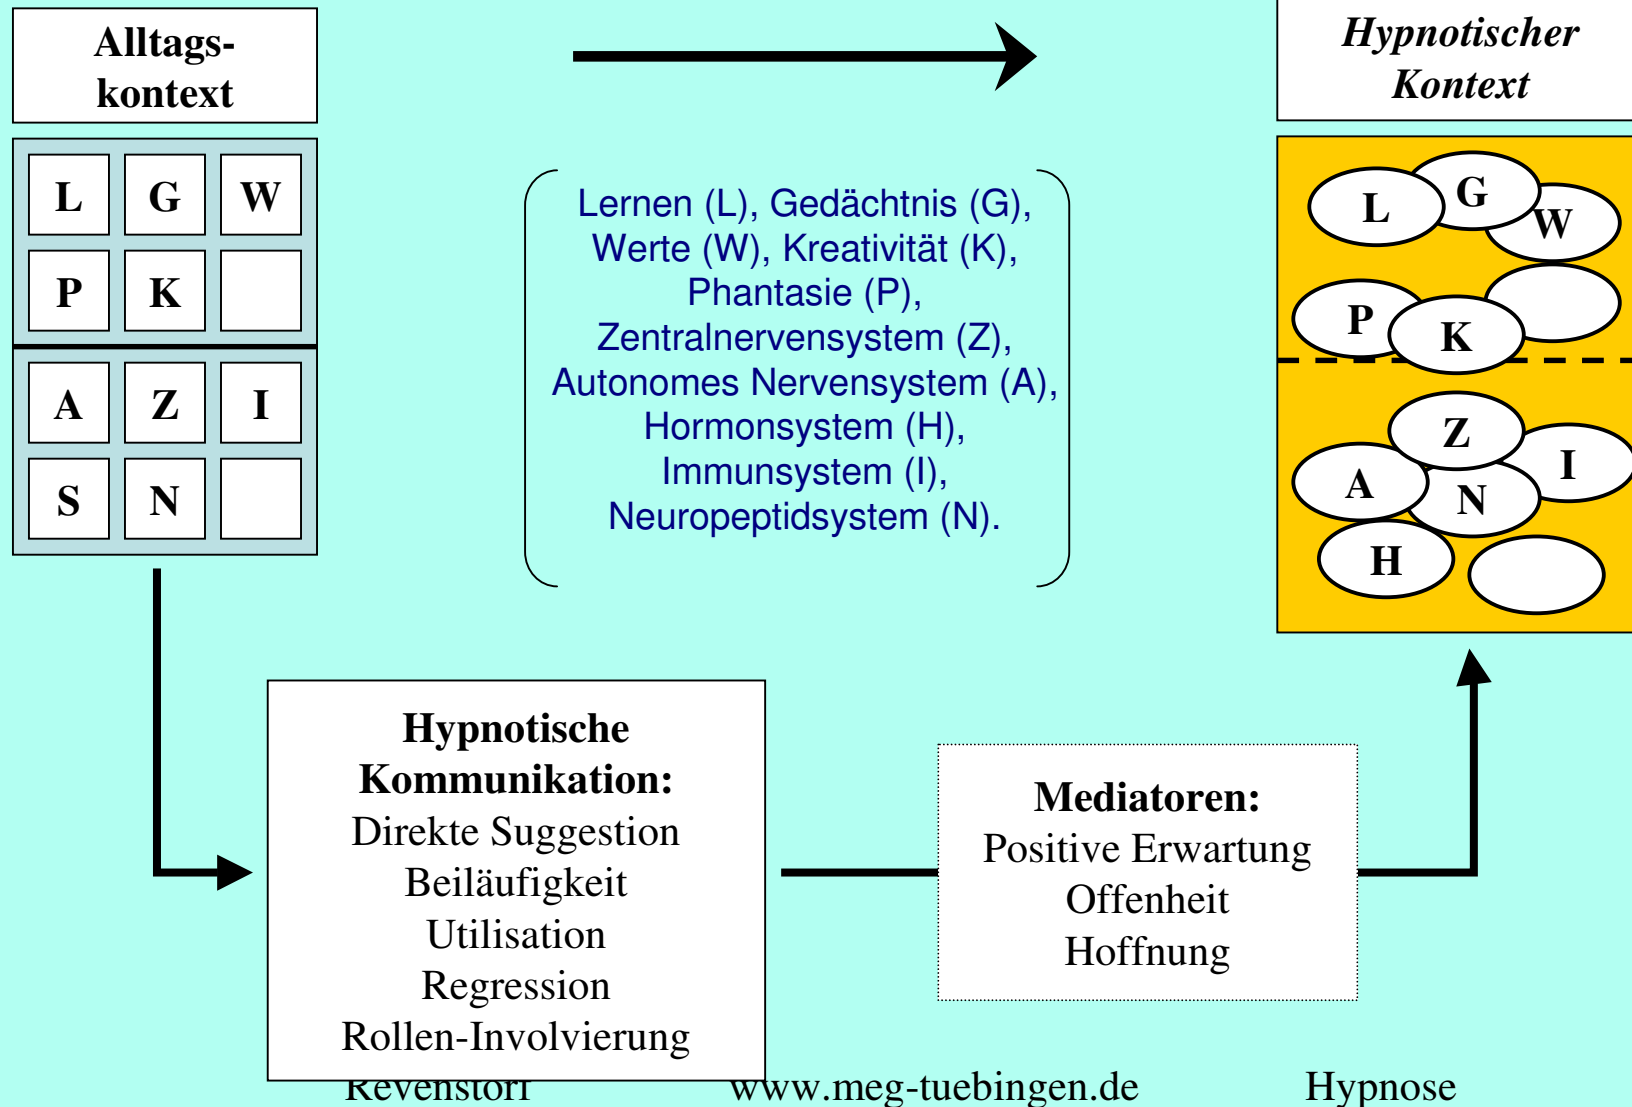 Alltags-
kontext
Hypnotischer
Kontext
L G W
P K
A Z I
S N
Lernen (L), Gedächtnis (G),
Werte (W), Kreativität (K),
Phantasie (P),
Zentralnervensystem (Z),
Autonomes Nervensystem (A),
Hormonsystem (H),
Immunsystem (I),
Neuropeptidsystem (N).
L G W
P K
Z I
A N
H
Hypnotische
Kommunikation:
Direkte Suggestion
Beiläufigkeit
Utilisation
Regression
Rollen-Involvierung
Mediatoren:
Positive Erwartung
Offenheit
Hoffnung
Revenstorf www.meg-tuebingen.de Hypnose